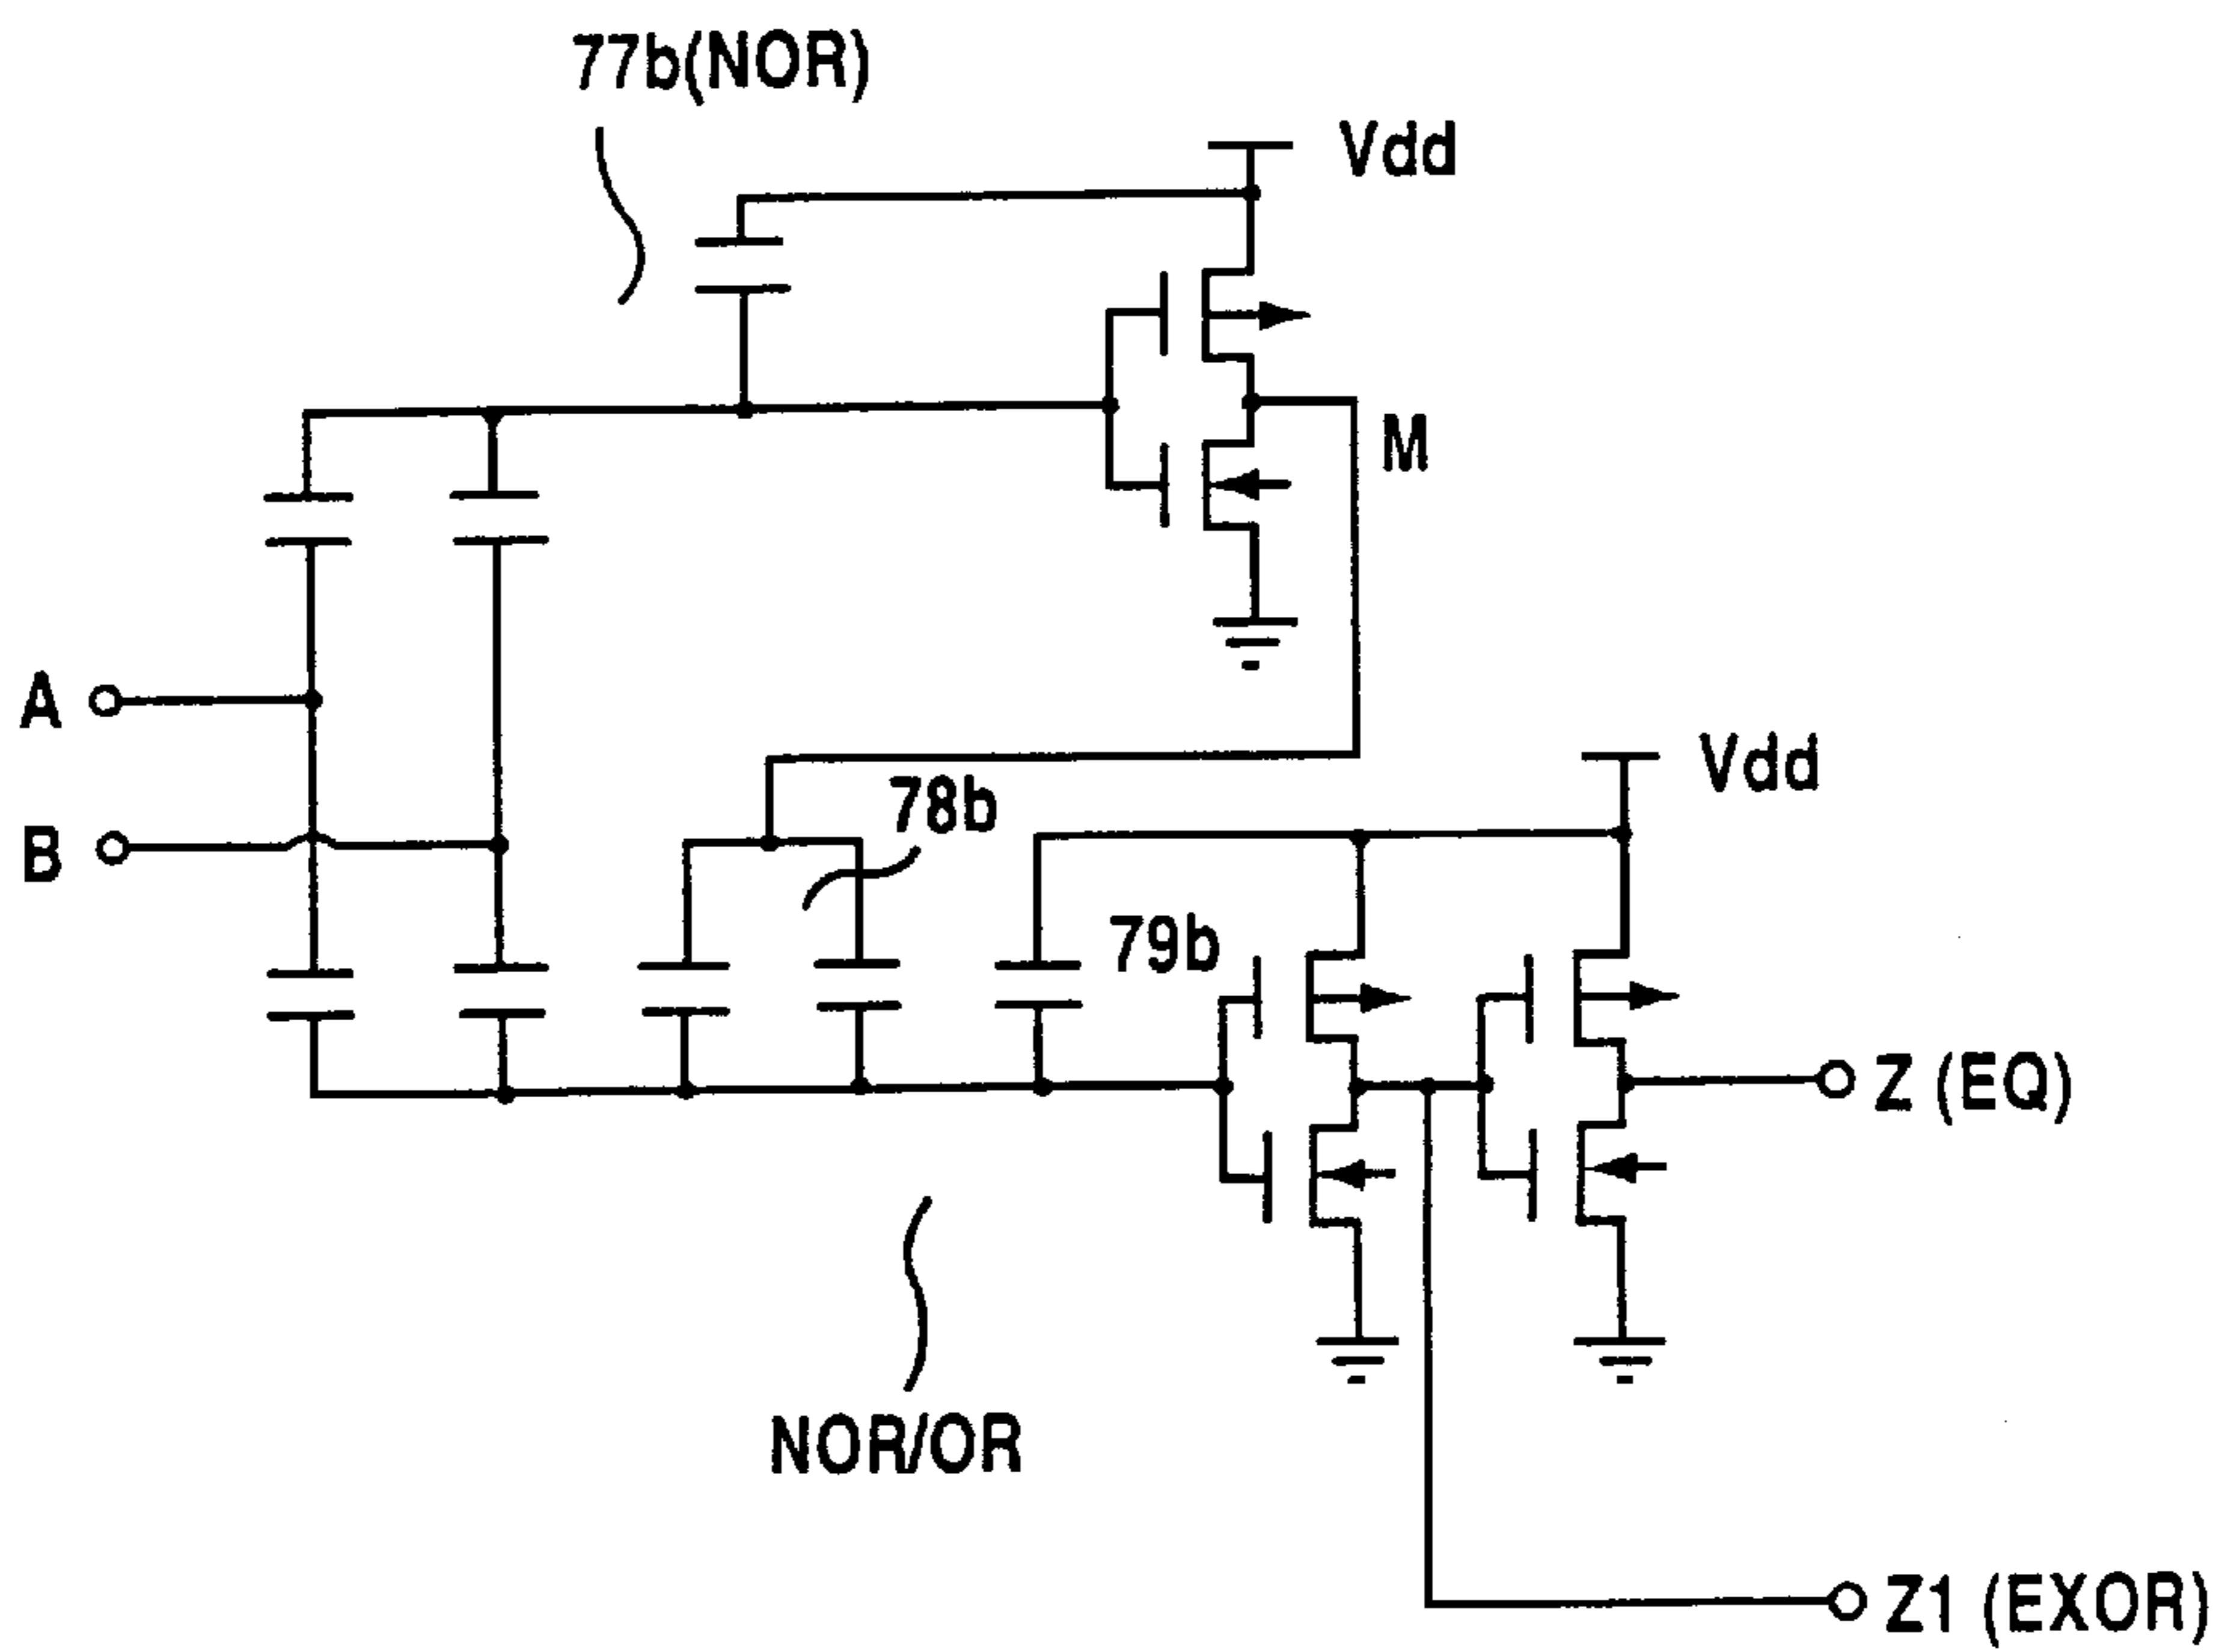 77b(NOR)
Vdd
M
A
B
78b
Vdd
79b
Z (EQ)
NOR/OR
Z1 (EXOR)